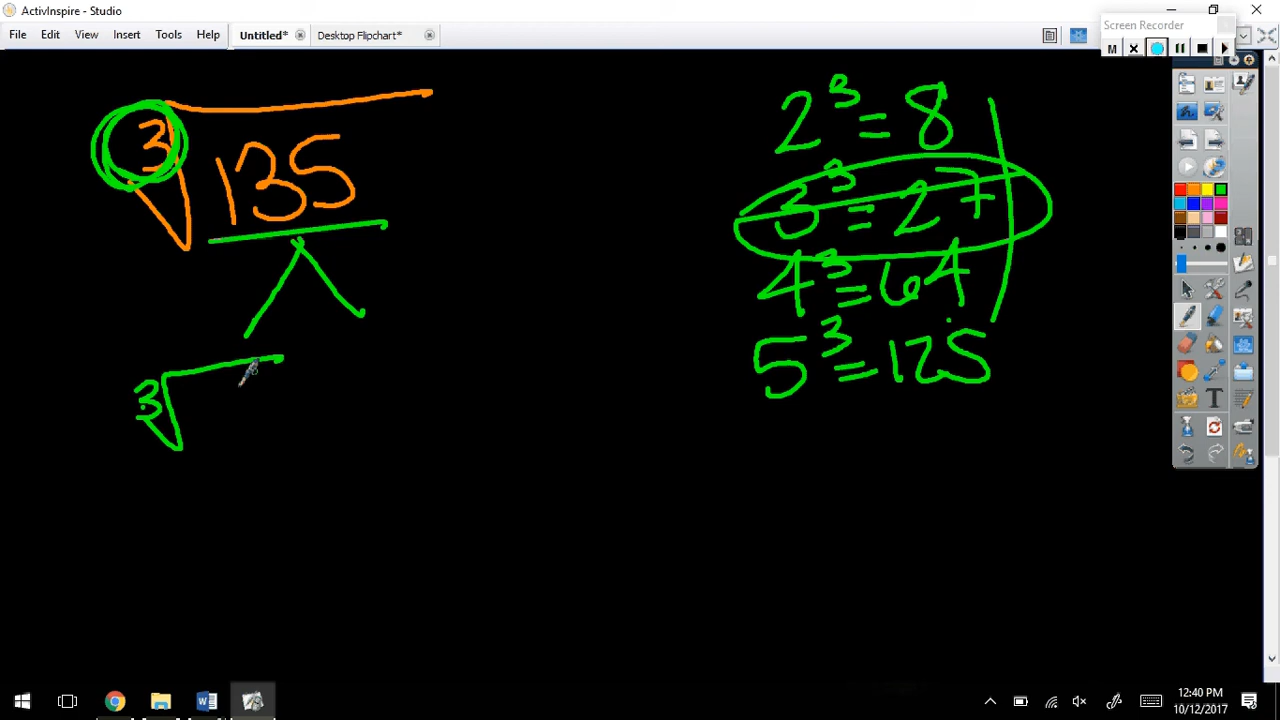 ActivInspire - Studio
Screen Recorder
M
File Edit View Insert Tools Help Untitled* Desktop Flipchart*
∛135
2³ = 8
3³ = 27
4³ = 64
5³ = 125
3
T
12:40 PM
10/12/2017